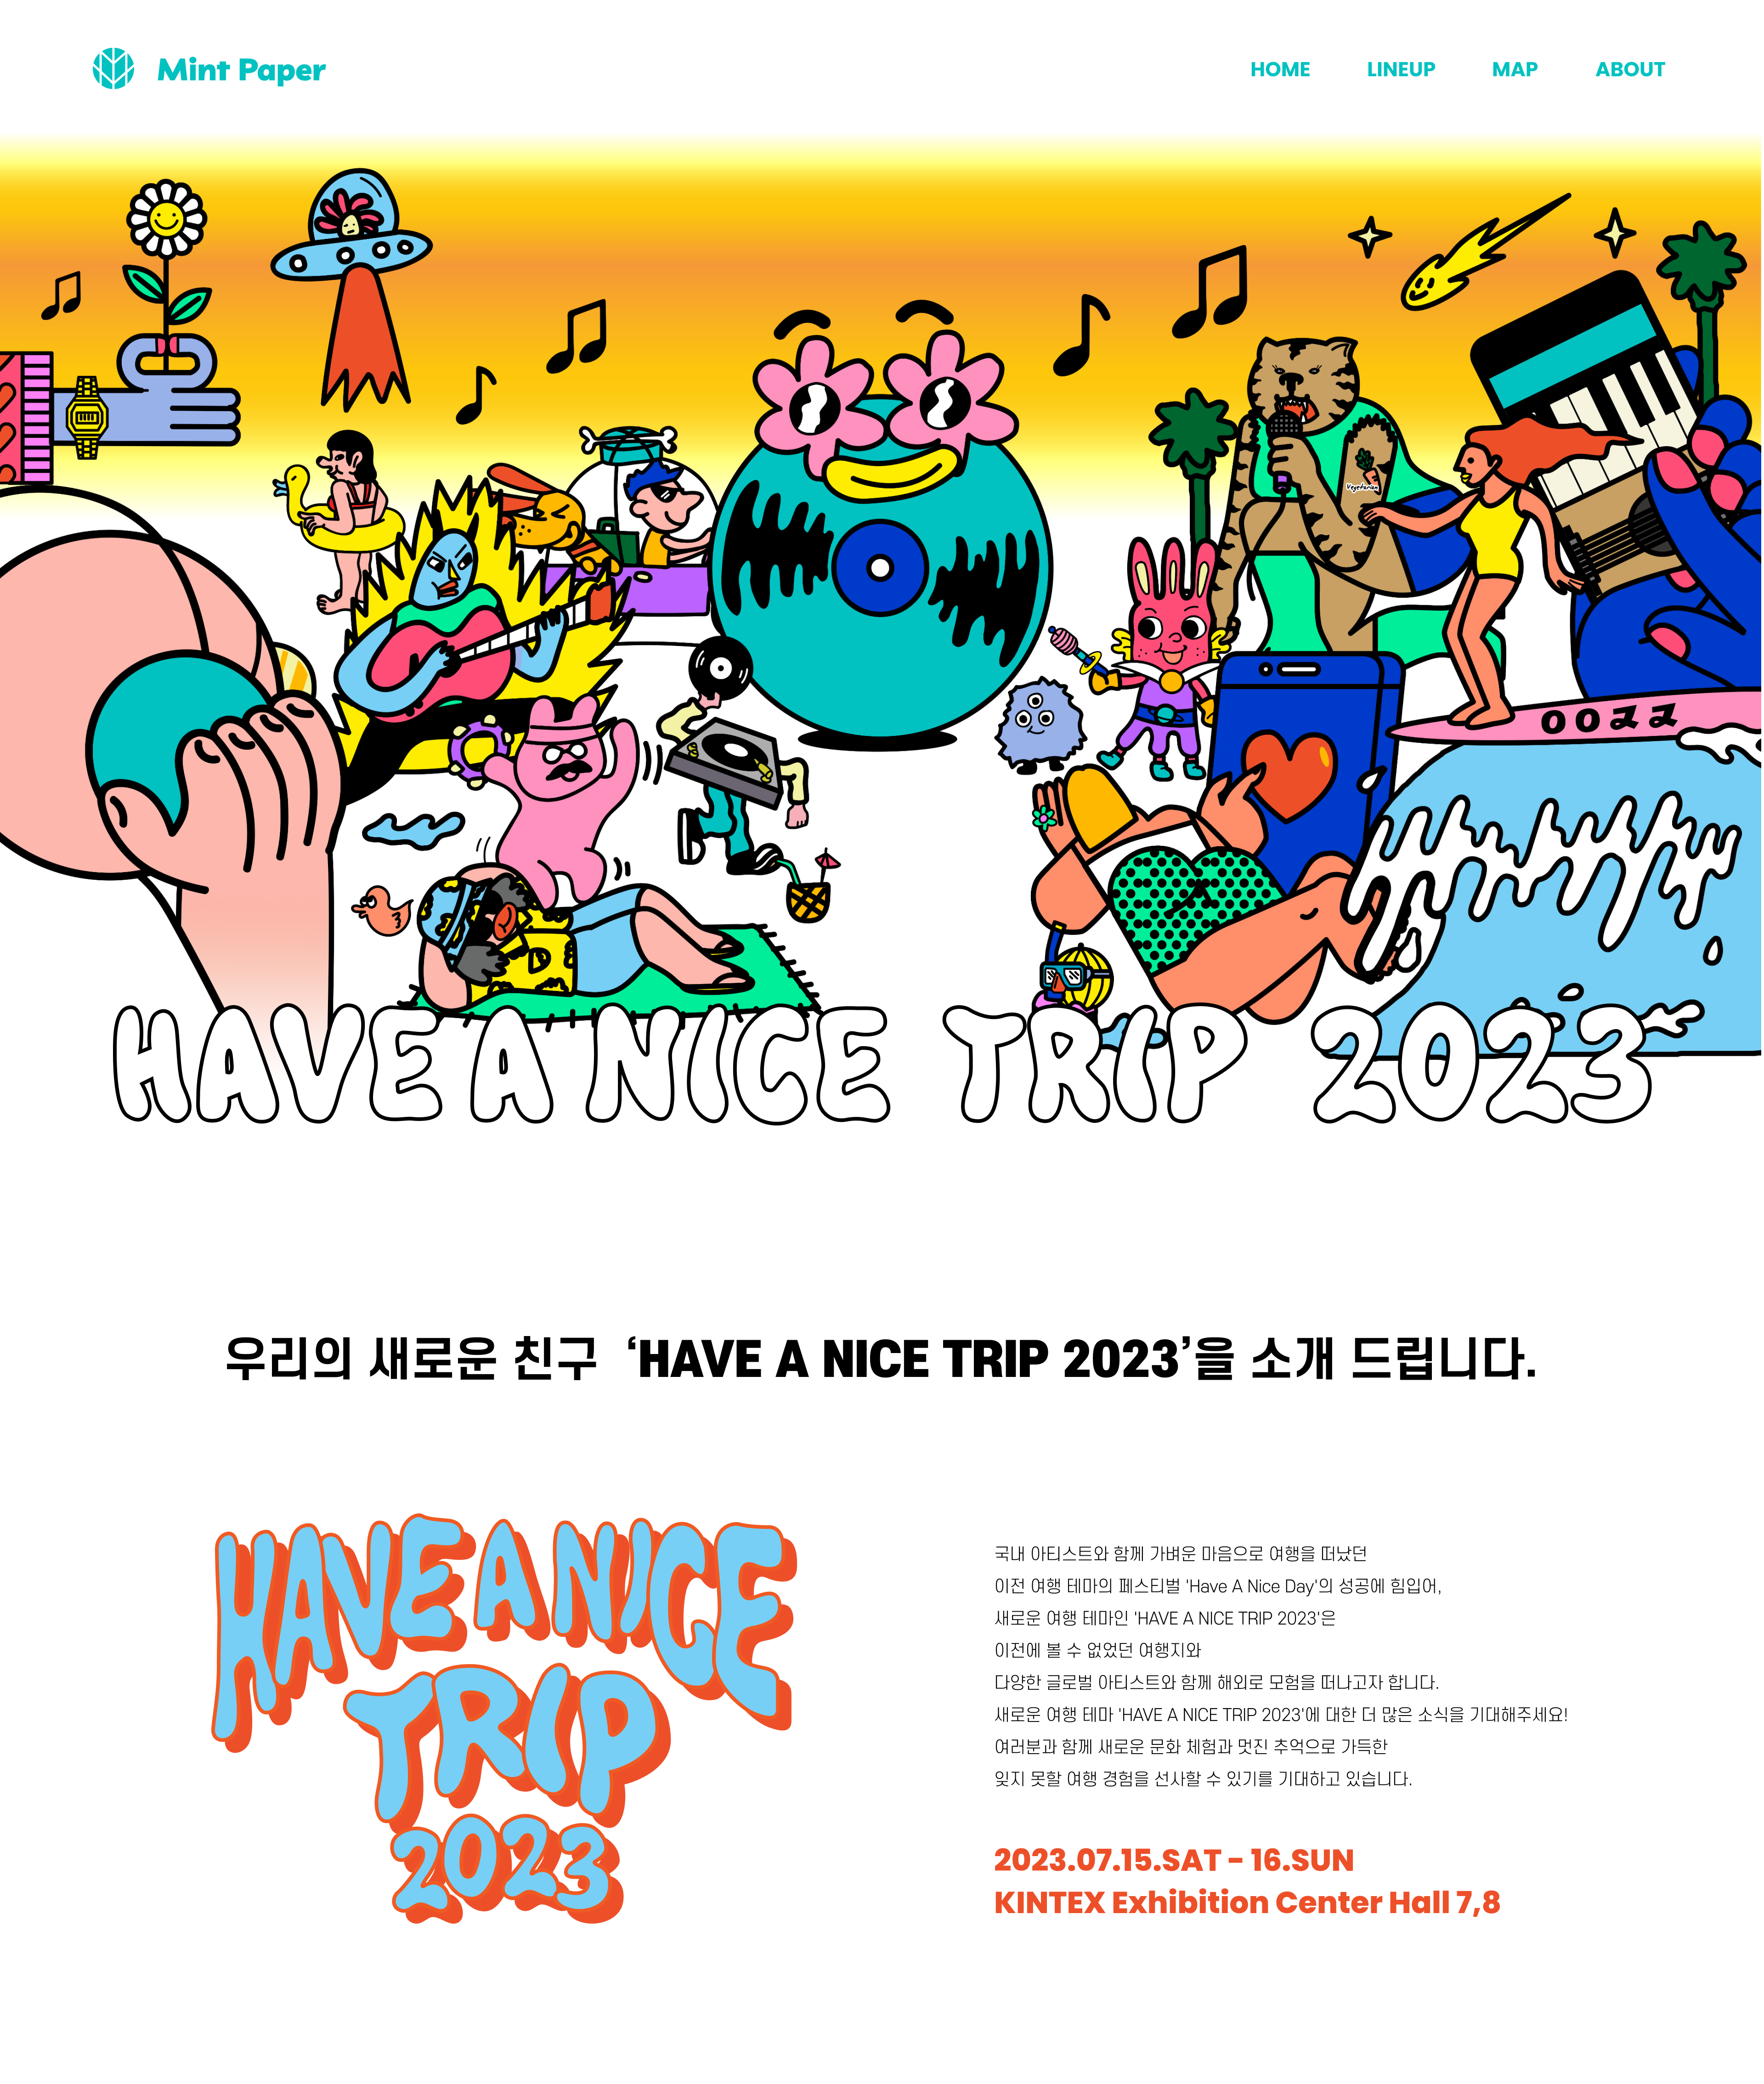 Mint Paper
HOME LINEUP MAP ABOUT
Vegetarian
HAVE A NICE TRIP 2023
우리의 새로운 친구 ‘HAVE A NICE TRIP 2023’을 소개 드립니다.
HAVE A NICE
TRIP
2023
국내 아티스트와 함께 가벼운 마음으로 여행을 떠났던
이전 여행 테마의 페스티벌 'Have A Nice Day'의 성공에 힘입어,
새로운 여행 테마인 'HAVE A NICE TRIP 2023'은
이전에 볼 수 없었던 여행지와
다양한 글로벌 아티스트와 함께 해외로 모험을 떠나고자 합니다.
새로운 여행 테마 'HAVE A NICE TRIP 2023'에 대한 더 많은 소식을 기대해주세요!
여러분과 함께 새로운 문화 체험과 멋진 추억으로 가득한
잊지 못할 여행 경험을 선사할 수 있기를 기대하고 있습니다.
2023.07.15.SAT - 16.SUN
KINTEX Exhibition Center Hall 7,8